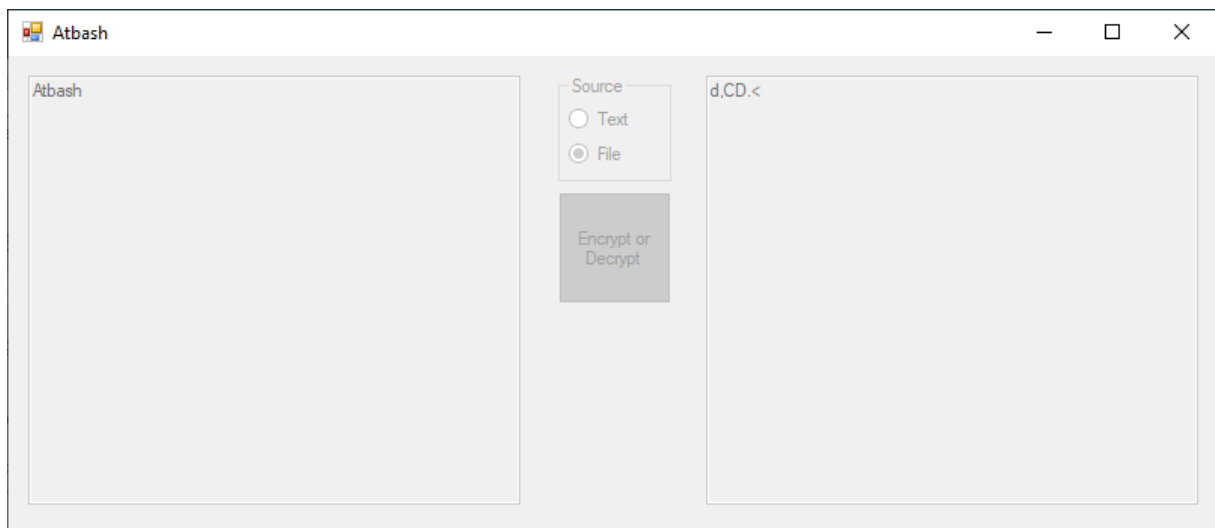 Atbash
Atbash
Source
Text
File
Encrypt or
Decrypt
d,CD.<